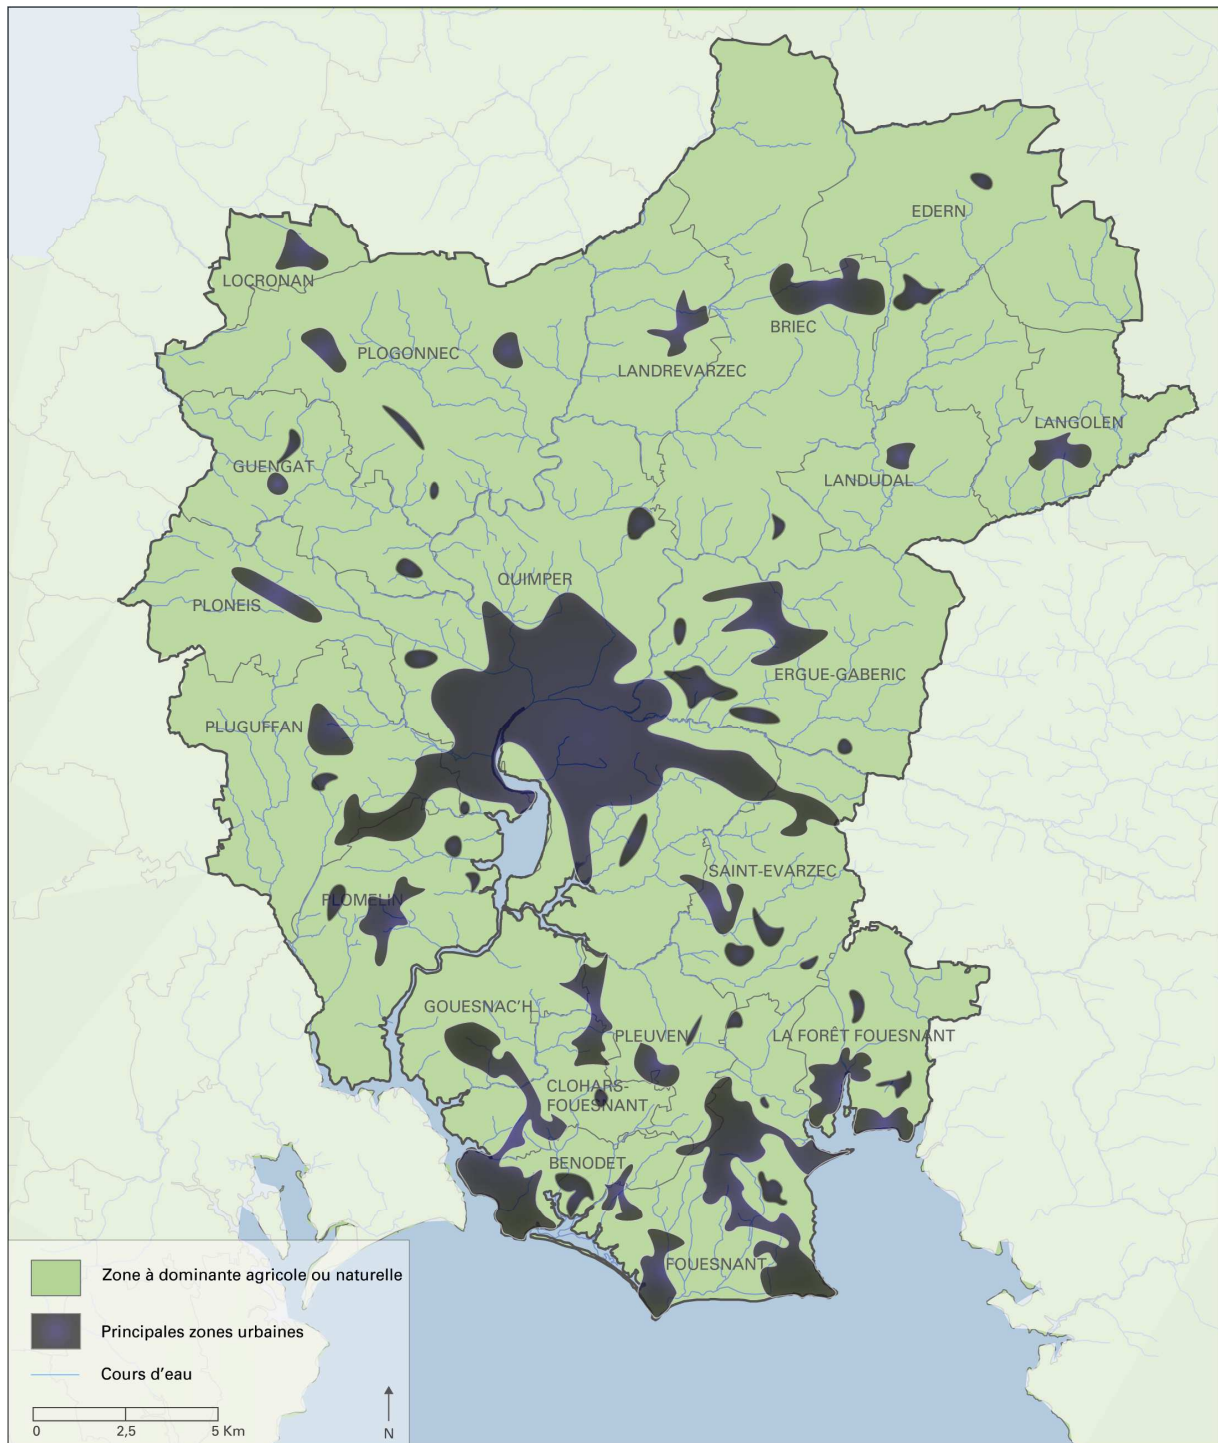 EDERN
LOCRONAN
BRIEC
PLOGONNEC
LANDREVARZEC
LANGOLEN
GUENGAT
LANDUDAL
QUIMPER
PLONEIS
ERGUE-GABERIC
PLUGUFFAN
SAINT-EVARZEC
PLOMELIN
GOUESNAC'H
PLEUVEN
LA FORÊT FOUESNANT
CLOHARS-
FOUESNANT
BENODET
FOUESNANT
Zone à dominante agricole ou naturelle
Principales zones urbaines
Cours d'eau
0 2,5 5 Km
N